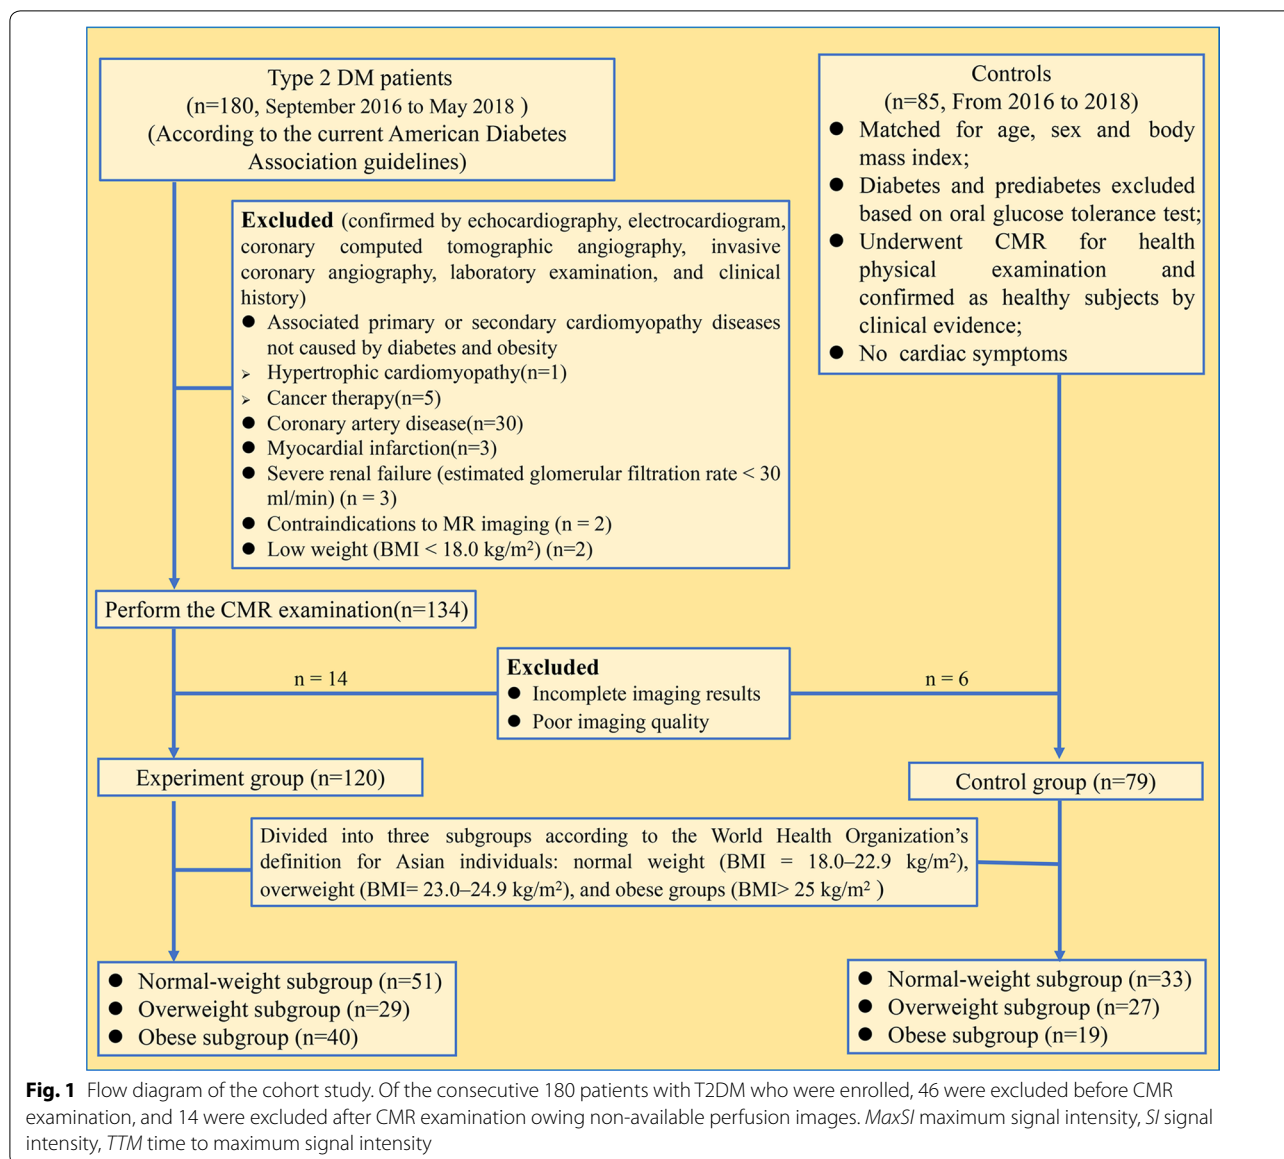 Type 2 DM patients
(n=180, September 2016 to May 2018 )
(According to the current American Diabetes
Association guidelines)
Controls
(n=85, From 2016 to 2018)
● Matched for age, sex and body
mass index;
● Diabetes and prediabetes excluded
based on oral glucose tolerance test;
● Underwent CMR for health
physical examination and
confirmed as healthy subjects by
clinical evidence;
● No cardiac symptoms
Excluded (confirmed by echocardiography, electrocardiogram,
coronary computed tomographic angiography, invasive
coronary angiography, laboratory examination, and clinical
history)
● Associated primary or secondary cardiomyopathy diseases
not caused by diabetes and obesity
➢ Hypertrophic cardiomyopathy(n=1)
➢ Cancer therapy(n=5)
● Coronary artery disease(n=30)
● Myocardial infarction(n=3)
● Severe renal failure (estimated glomerular filtration rate < 30
ml/min) (n = 3)
● Contraindications to MR imaging (n = 2)
● Low weight (BMI < 18.0 kg/m²) (n=2)
Perform the CMR examination(n=134)
n = 14
Excluded
● Incomplete imaging results
● Poor imaging quality
n = 6
Experiment group (n=120)
Control group (n=79)
Divided into three subgroups according to the World Health Organization's
definition for Asian individuals: normal weight (BMI = 18.0–22.9 kg/m²),
overweight (BMI= 23.0–24.9 kg/m²), and obese groups (BMI> 25 kg/m² )
● Normal-weight subgroup (n=51)
● Overweight subgroup (n=29)
● Obese subgroup (n=40)
● Normal-weight subgroup (n=33)
● Overweight subgroup (n=27)
● Obese subgroup (n=19)
Fig. 1 Flow diagram of the cohort study. Of the consecutive 180 patients with T2DM who were enrolled, 46 were excluded before CMR
examination, and 14 were excluded after CMR examination owing non-available perfusion images. MaxSI maximum signal intensity, SI signal
intensity, TTM time to maximum signal intensity